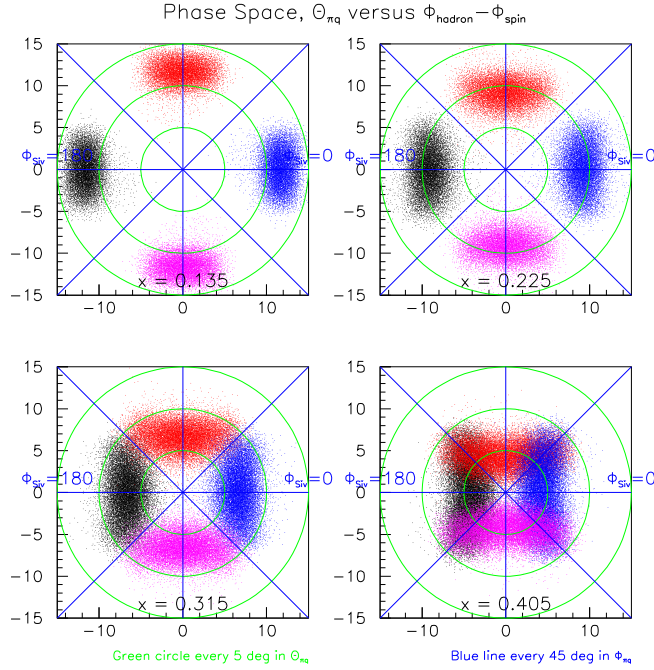 Phase Space, Θπq versus Φhadron−Φspin
15
10
5
0
−5
−10
−15
ΦSiv=180
ΦSiv=0
x = 0.135
−10
0
10
15
10
5
0
−5
−10
−15
ΦSiv=180
ΦSiv=0
x = 0.225
−10
0
10
15
10
5
0
−5
−10
−15
ΦSiv=180
ΦSiv=0
x = 0.315
−10
0
10
15
10
5
0
−5
−10
−15
ΦSiv=180
ΦSiv=0
x = 0.405
−10
0
10
Green circle every 5 deg in Θπq
Blue line every 45 deg in Φπq